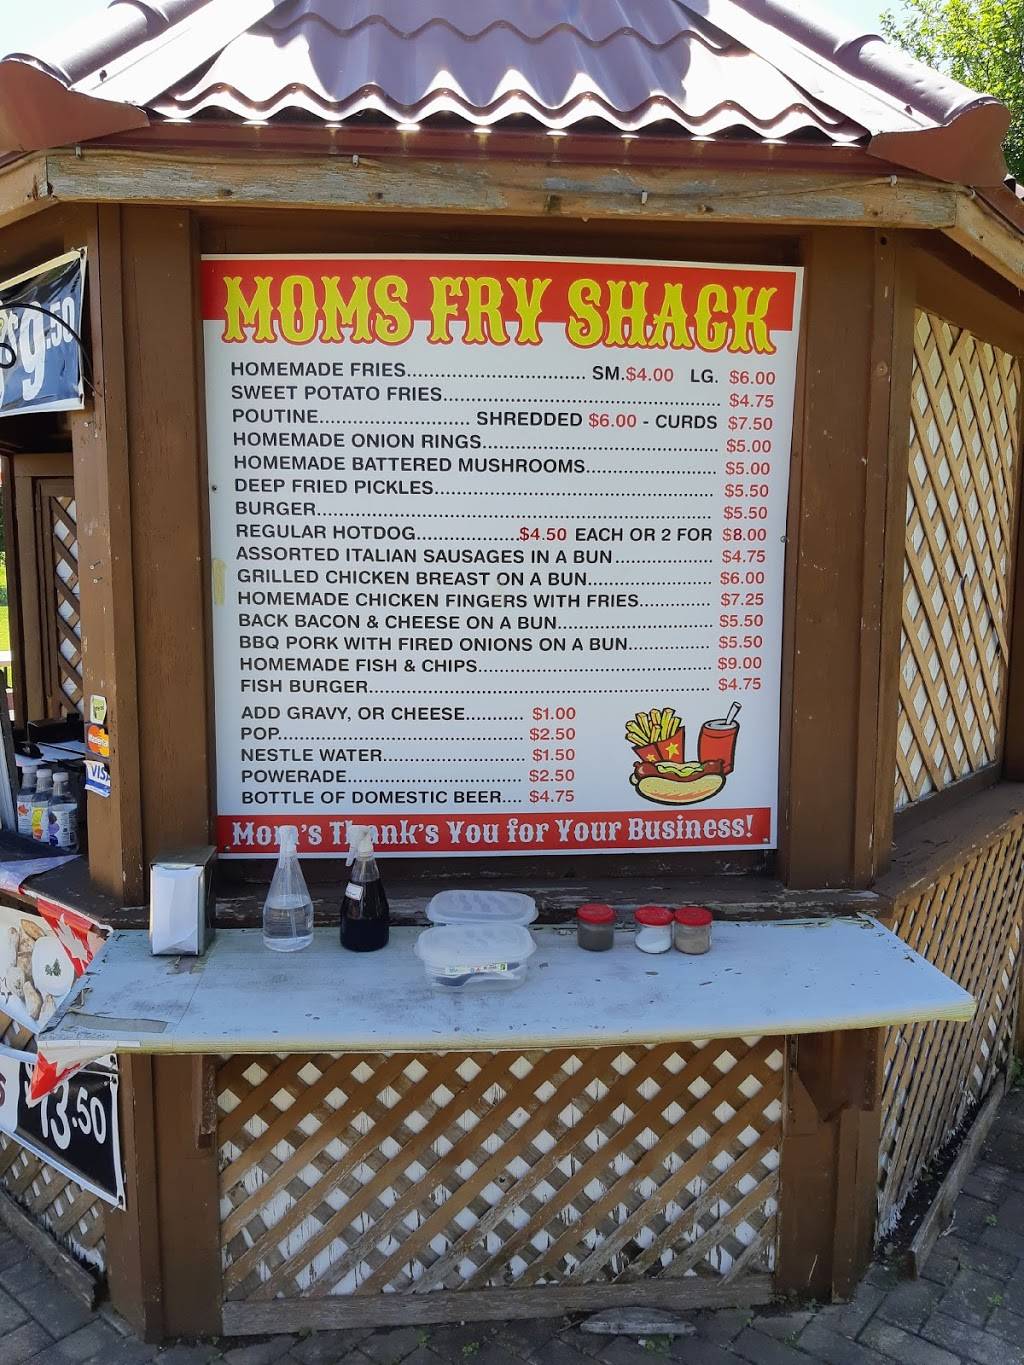 MOMS FRY SHACK
HOMEMADE FRIES.............................. SM.$4.00 LG. $6.00
SWEET POTATO FRIES............................................... $4.75
POUTINE.......................... SHREDDED $6.00 - CURDS $7.50
HOMEMADE ONION RINGS........................................ $5.00
HOMEMADE BATTERED MUSHROOMS...................... $5.00
DEEP FRIED PICKLES............................................... $5.50
BURGER.................................................................... $5.50
REGULAR HOTDOG..................$4.50 EACH OR 2 FOR $8.00
ASSORTED ITALIAN SAUSAGES IN A BUN................. $4.75
GRILLED CHICKEN BREAST ON A BUN..................... $6.00
HOMEMADE CHICKEN FINGERS WITH FRIES............. $7.25
BACK BACON & CHEESE ON A BUN........................... $5.50
BBQ PORK WITH FIRED ONIONS ON A BUN............... $5.50
HOMEMADE FISH & CHIPS........................................ $9.00
FISH BURGER.......................................................... $4.75
ADD GRAVY, OR CHEESE........... $1.00
POP.......................................... $2.50
NESTLE WATER......................... $1.50
POWERADE............................... $2.50
BOTTLE OF DOMESTIC BEER.... $4.75
Mom's Thank's You for Your Business!
9.50
MasterCard
VISA
13.50